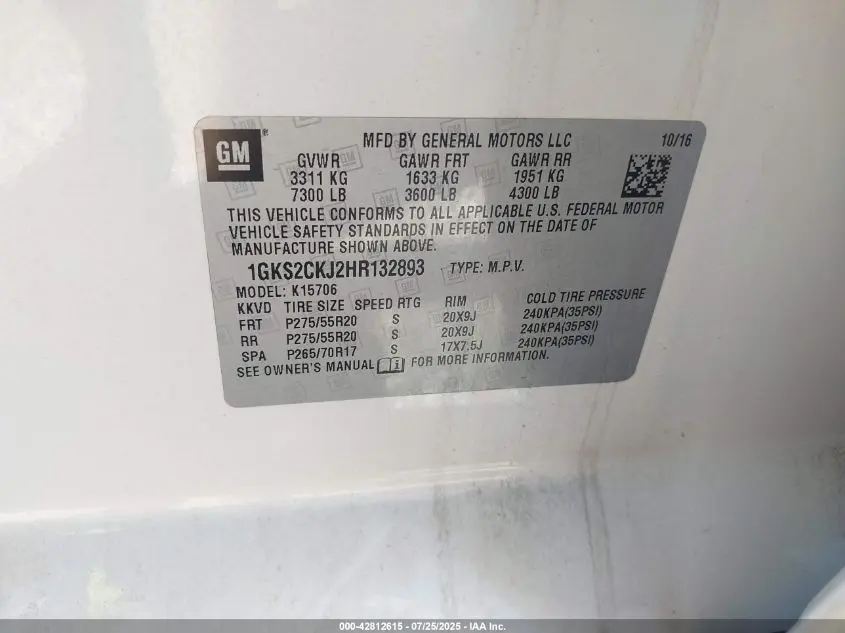 GM
MFD BY GENERAL MOTORS LLC 10/16
GVWR GAWR FRT GAWR RR
3311 KG 1633 KG 1951 KG
7300 LB 3600 LB 4300 LB
THIS VEHICLE CONFORMS TO ALL APPLICABLE U.S. FEDERAL MOTOR
VEHICLE SAFETY STANDARDS IN EFFECT ON THE DATE OF
MANUFACTURE SHOWN ABOVE.
1GKS2CKJ2HR132893 TYPE: M.P.V.
MODEL: K15706
KKVD TIRE SIZE SPEED RTG RIM COLD TIRE PRESSURE
FRT P275/55R20 S 20X9J 240KPA(35PSI)
RR P275/55R20 S 20X9J 240KPA(35PSI)
SPA P265/70R17 S 17X7.5J 240KPA(35PSI)
SEE OWNER'S MANUAL FOR MORE INFORMATION.
000-42812615 - 07/25/2025 - IAA Inc.